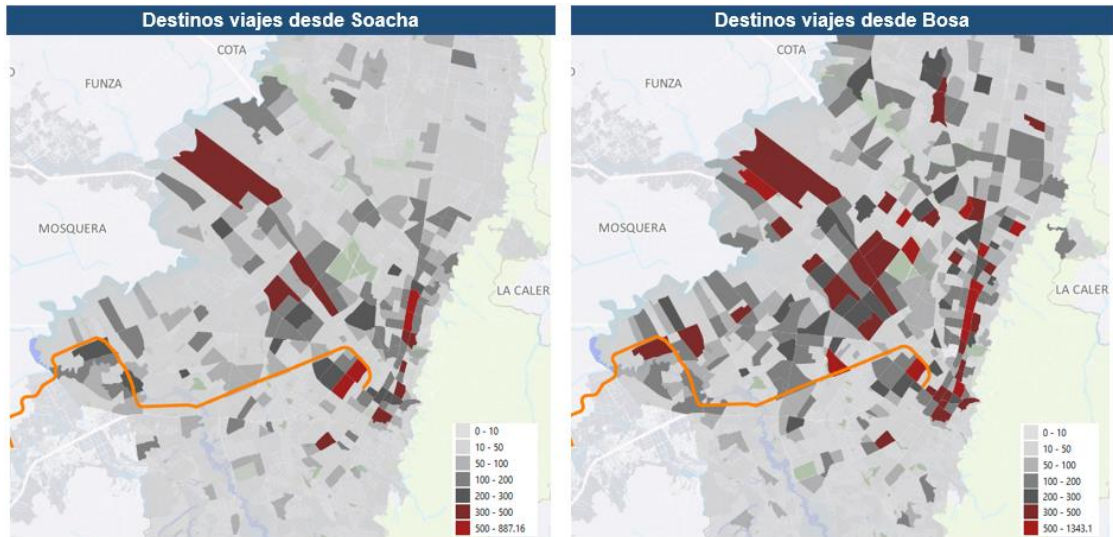 Destinos viajes desde Soacha
COTA
FUNZA
O
MOSQUERA
LA CALER
0 - 10
10 - 50
50 - 100
100 - 200
200 - 300
300 - 500
500 - 887.16
Destinos viajes desde Bosa
COTA
FUNZA
MOSQUERA
LA CALER
0 - 10
10 - 50
50 - 100
100 - 200
200 - 300
300 - 500
500 - 1343.1